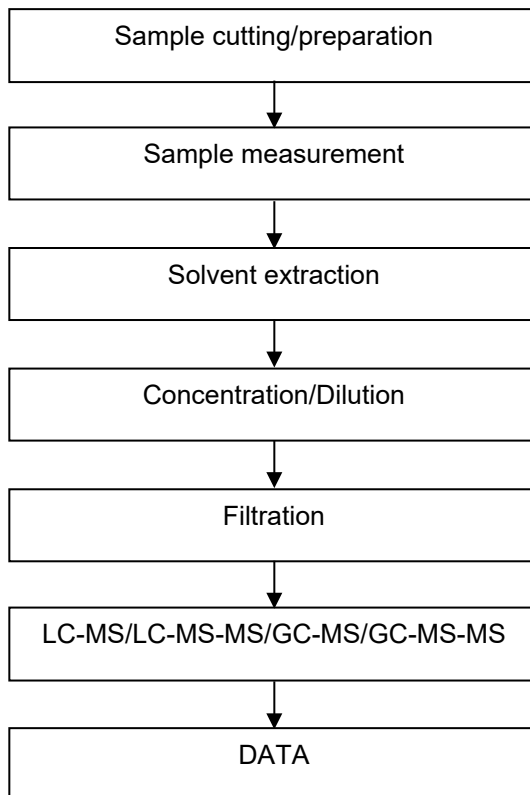 Sample cutting/preparation
Sample measurement
Solvent extraction
Concentration/Dilution
Filtration
LC-MS/LC-MS-MS/GC-MS/GC-MS-MS
DATA